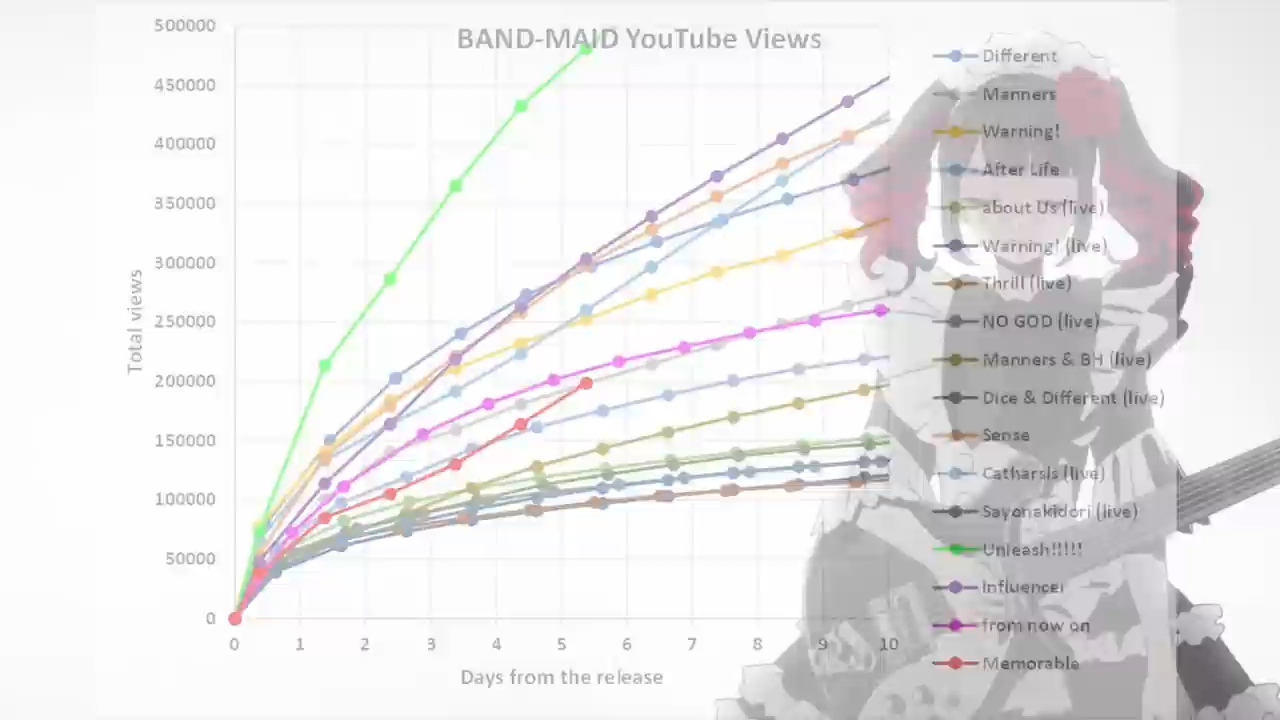 BAND-MAID YouTube Views
500000
450000
400000
350000
300000
250000
200000
150000
100000
50000
0
Total views
0 1 2 3 4 5 6 7 8 9 10
Days from the release
Different
Manners
Warning!
After Life
about Us (live)
Warning! (live)
Thrill (live)
NO GOD (live)
Manners & BH (live)
Dice & Different (live)
Sense
Catharsis (live)
Sayonakidori (live)
Unleash!!!!!
Influencer
from now on
Memorable